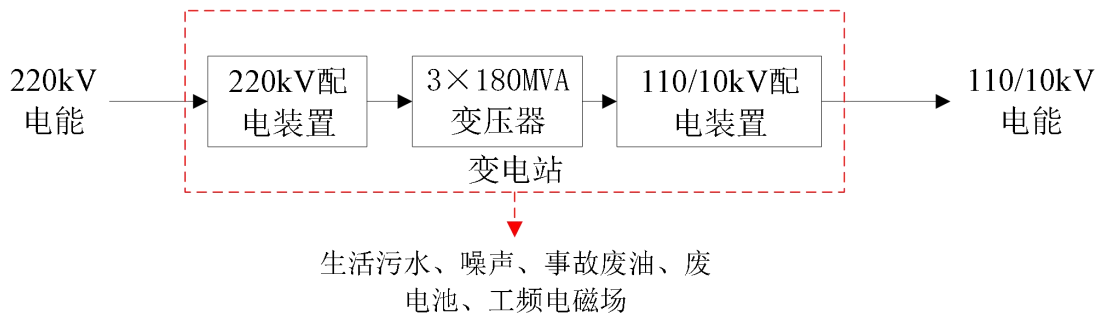 220kV
电能
220kV配
电装置
3×180MVA
变压器
110/10kV配
电装置
110/10kV
电能
变电站
生活污水、噪声、事故废油、废
电池、工频电磁场